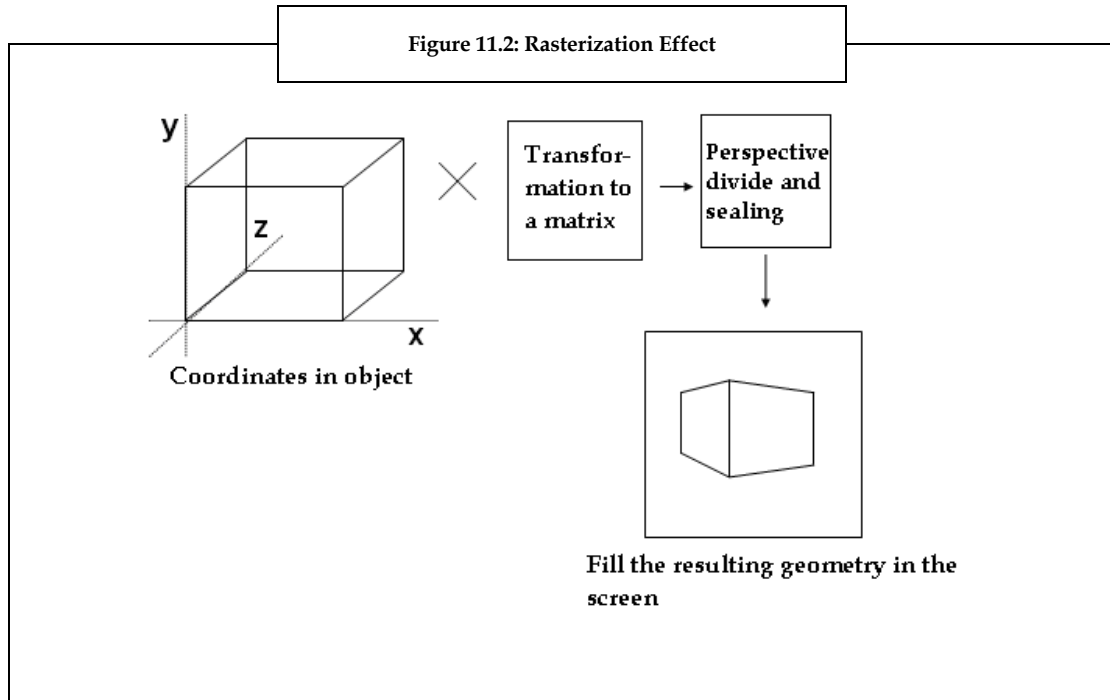 Figure 11.2: Rasterization Effect
y
z
x
Coordinates in object
Transfor-
mation to
a matrix
Perspective
divide and
sealing
Fill the resulting geometry in the
screen